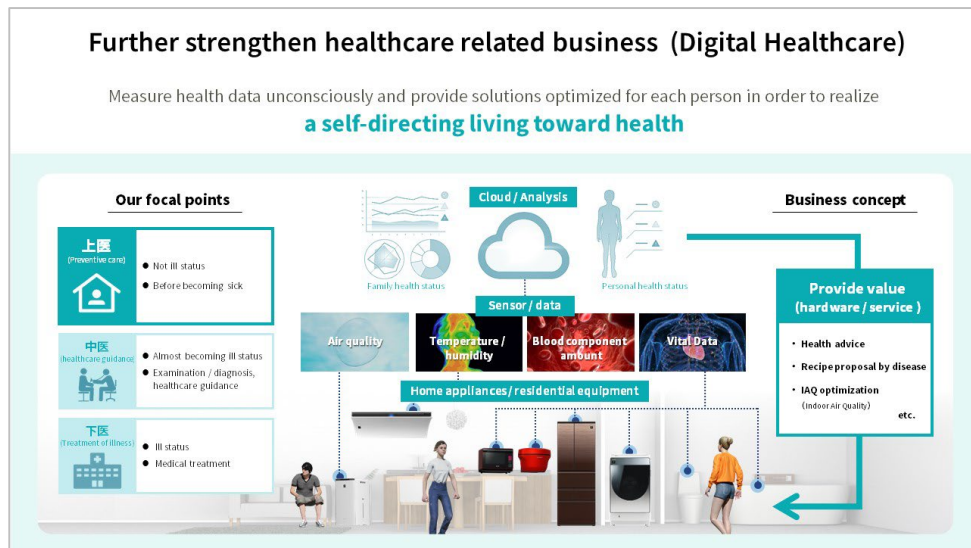 Further strengthen healthcare related business (Digital Healthcare)
Measure health data unconsciously and provide solutions optimized for each person in order to realize
a self-directing living toward health
Our focal points
上医
(Preventive care)
● Not ill status
● Before becoming sick
中医
(healthcare guidance)
● Almost becoming ill status
● Examination / diagnosis,
healthcare guidance
下医
(Treatment of illness)
● Ill status
● Medical treatment
Cloud / Analysis
Family health status
Personal health status
Sensor / data
Air quality
Temperature /
humidity
Blood component
amount
Vital Data
Home appliances/ residential equipment
Business concept
Provide value
(hardware / service )
・ Health advice
・ Recipe proposal by disease
・ IAQ optimization
(Indoor Air Quality)
etc.